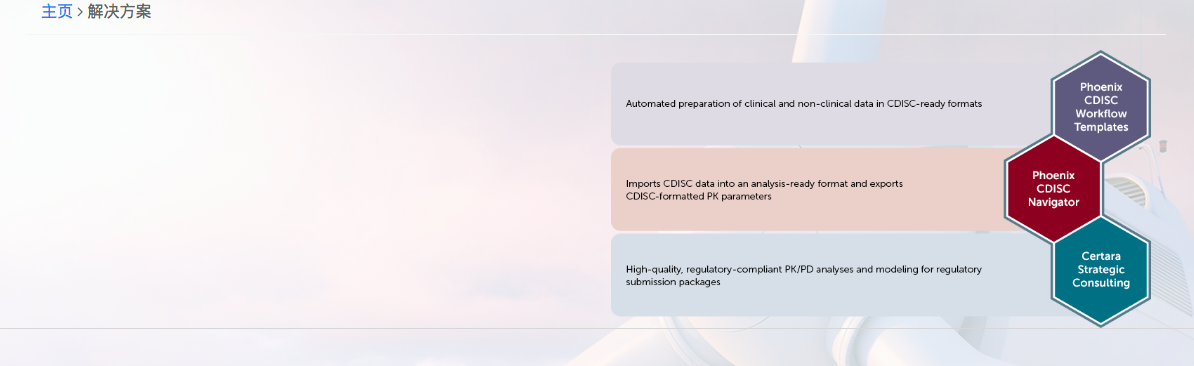 主页 > 解决方案
Automated preparation of clinical and non-clinical data in CDISC-ready formats
Phoenix
CDISC
Workflow
Templates
Imports CDISC data into an analysis-ready format and exports
CDISC-formatted PK parameters
Phoenix
CDISC
Navigator
High-quality, regulatory-compliant PK/PD analyses and modeling for regulatory
submission packages
Certara
Strategic
Consulting